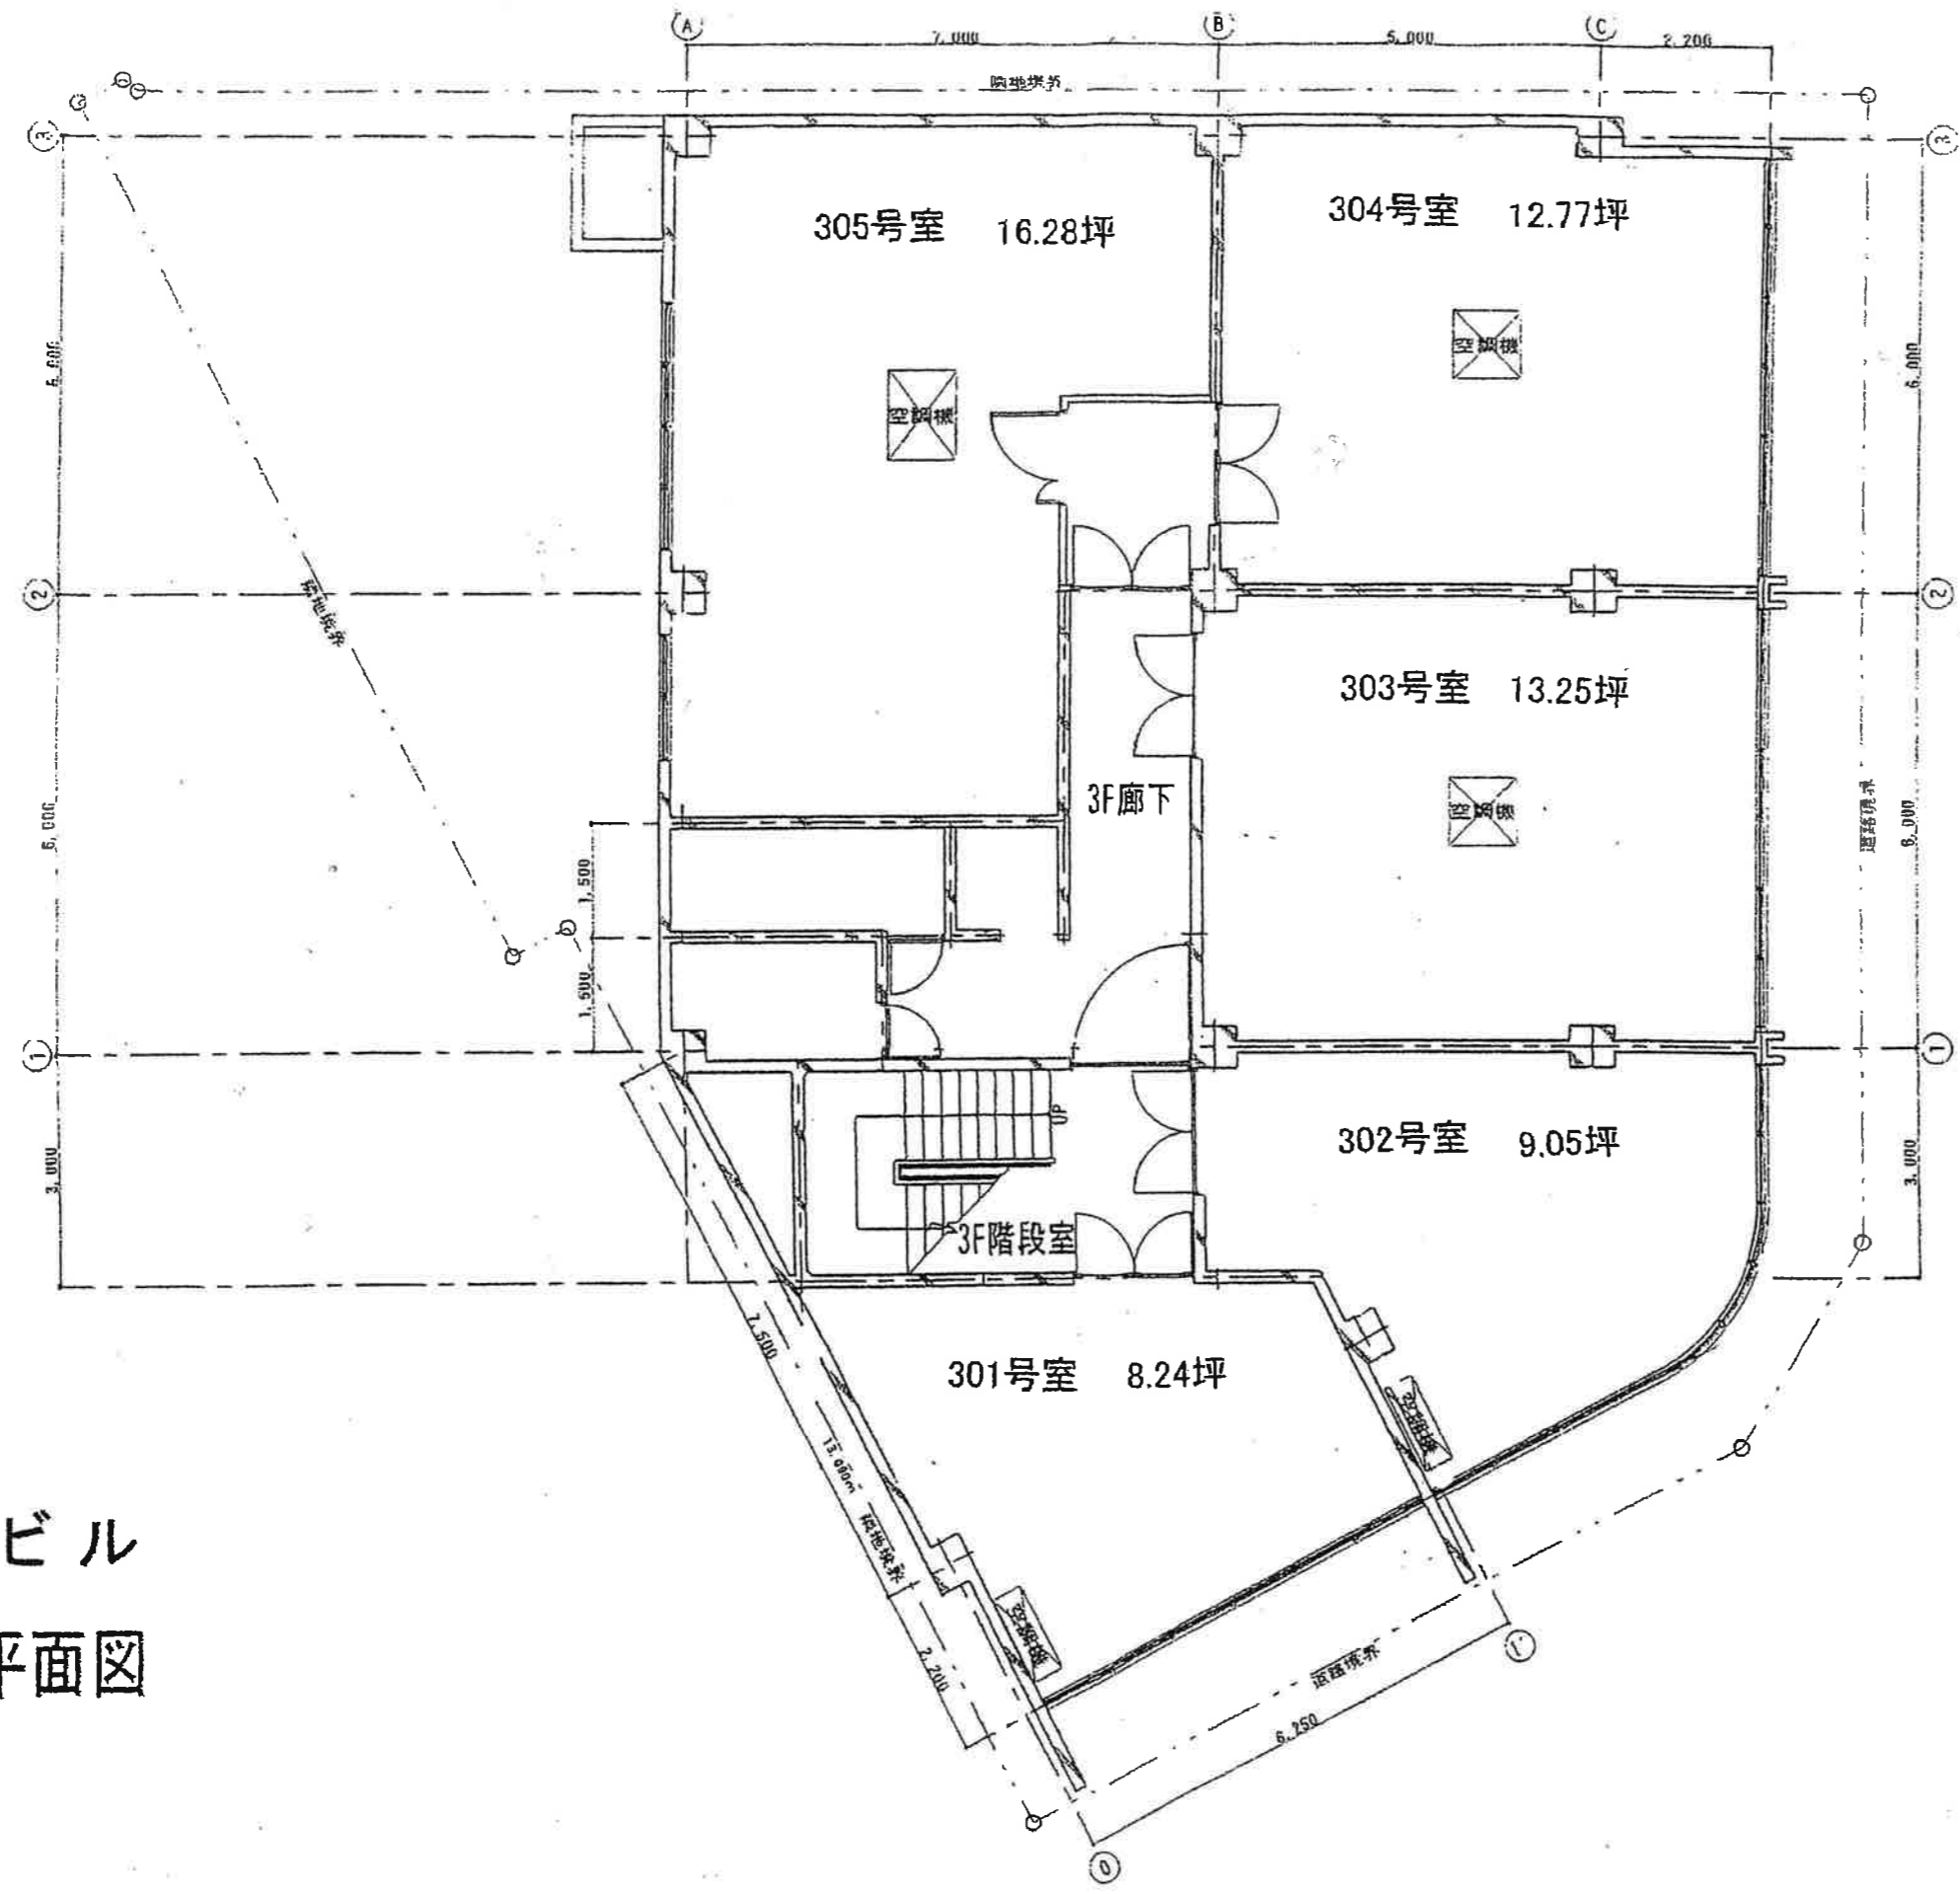 A
B
C
7,000
5,000
2,200
隣地境界
3
3
305号室 16.28坪
304号室 12.77坪
6,000
6,000
空調機
空調機
2
2
隣地境界
303号室 13.25坪
3F廊下
空調機
6,000
6,000
道路境界
1,500
1,500
1
1
UP
302号室 9.05坪
3,000
3,000
3F階段室
301号室 8.24坪
7,500
空調機
隣地境界
ビル
空調機
平面図
2,200
道路境界
6,250
1'
0